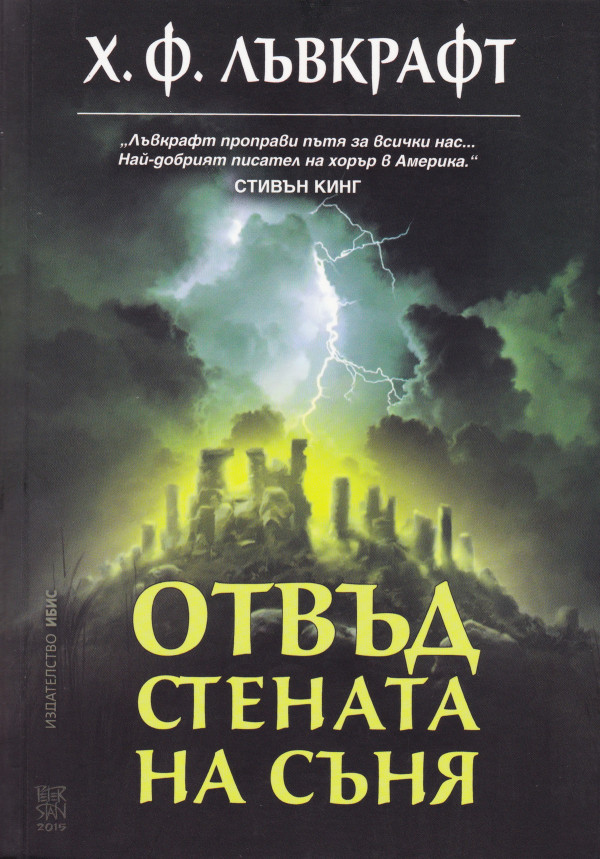 Х. Ф. ЛЪВКРАФТ
„Лъвкрафт проправи пътя за всички нас...
Най-добрият писател на хорър в Америка.“
СТИВЪН КИНГ
ОТВЪД
СТЕНАТА
НА СЪНЯ
ИЗДАТЕЛСТВО ИБИС
PETER
STAN
2015